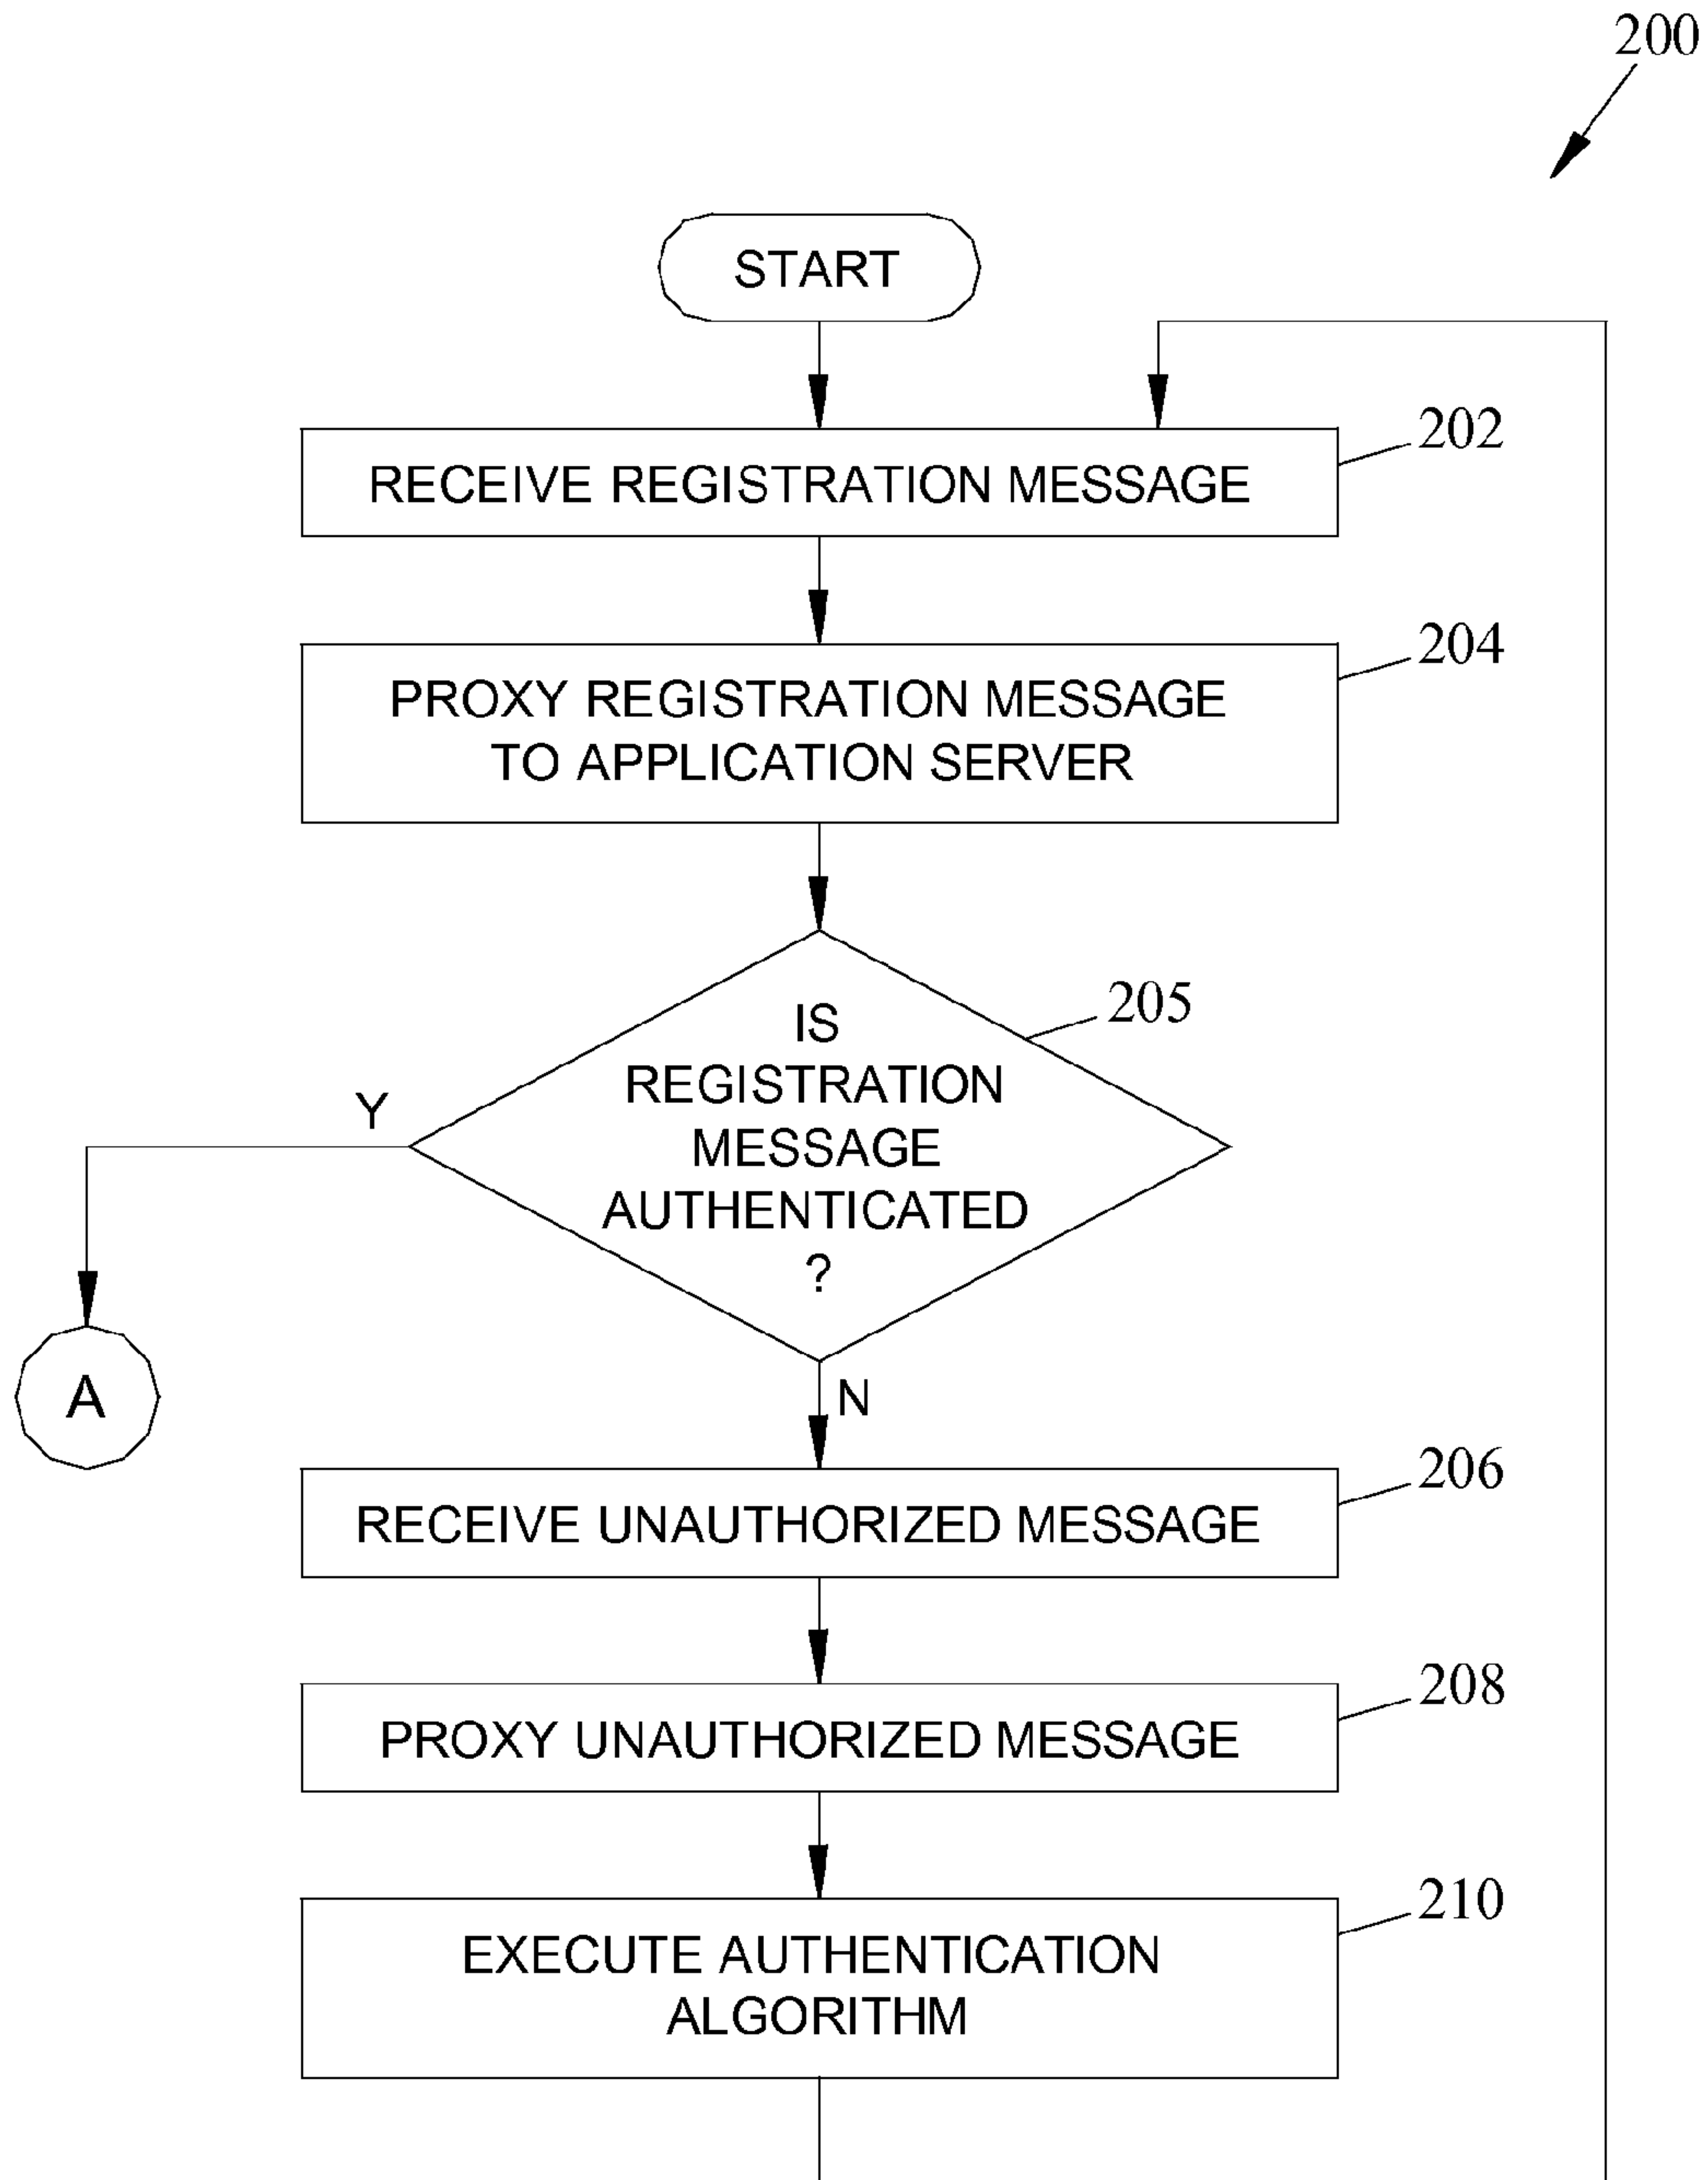 200
START
202
RECEIVE REGISTRATION MESSAGE
204
PROXY REGISTRATION MESSAGE
TO APPLICATION SERVER
205
IS
REGISTRATION
MESSAGE
AUTHENTICATED
?
Y
A
N
206
RECEIVE UNAUTHORIZED MESSAGE
208
PROXY UNAUTHORIZED MESSAGE
210
EXECUTE AUTHENTICATION
ALGORITHM